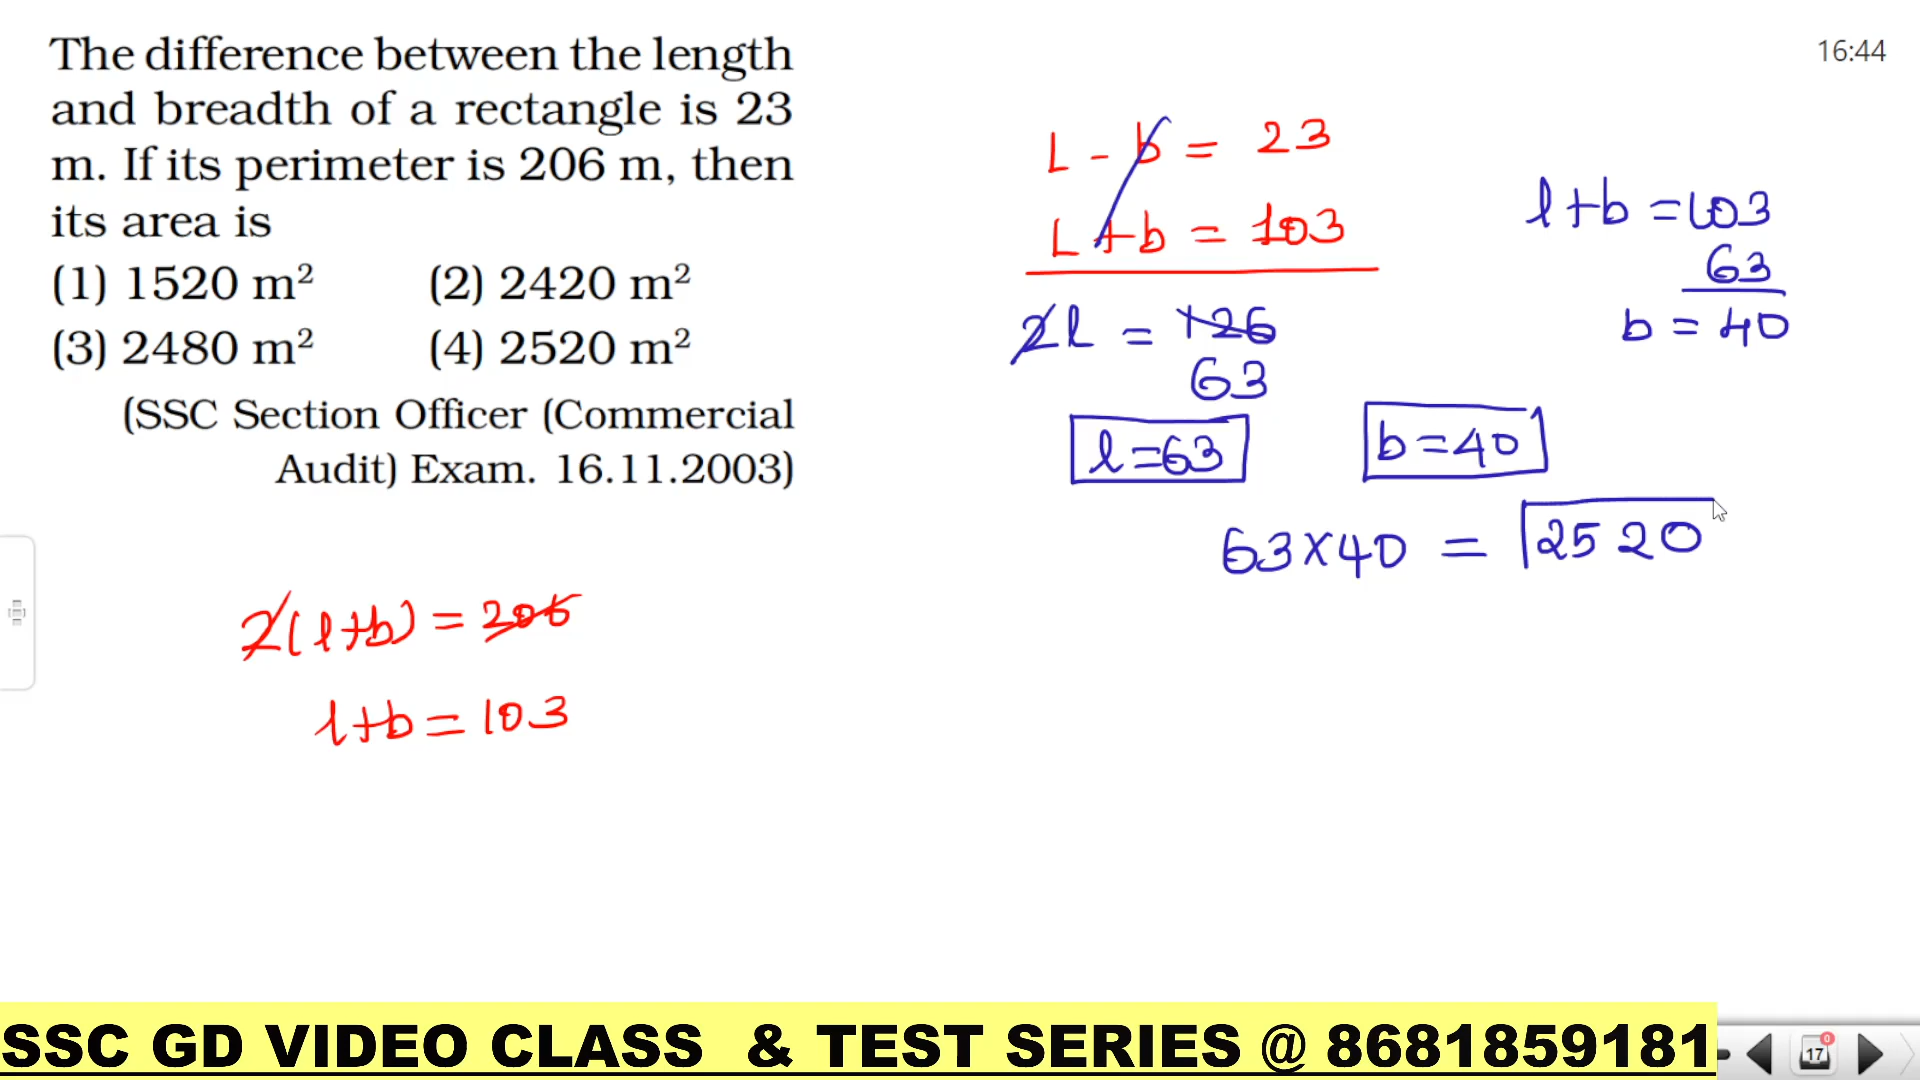 The difference between the length
and breadth of a rectangle is 23
m. If its perimeter is 206 m, then
its area is
(1) 1520 m² (2) 2420 m²
(3) 2480 m² (4) 2520 m²
(SSC Section Officer (Commercial
Audit) Exam. 16.11.2003)
16:44
L - b = 23
L + b = 103
2l = 126
63
l = 63
l+b = 103
63
b = 40
b = 40
63 x 40 = 2520
2(l+b) = 206
l+b = 103
SSC GD VIDEO CLASS & TEST SERIES @ 8681859181
17
0